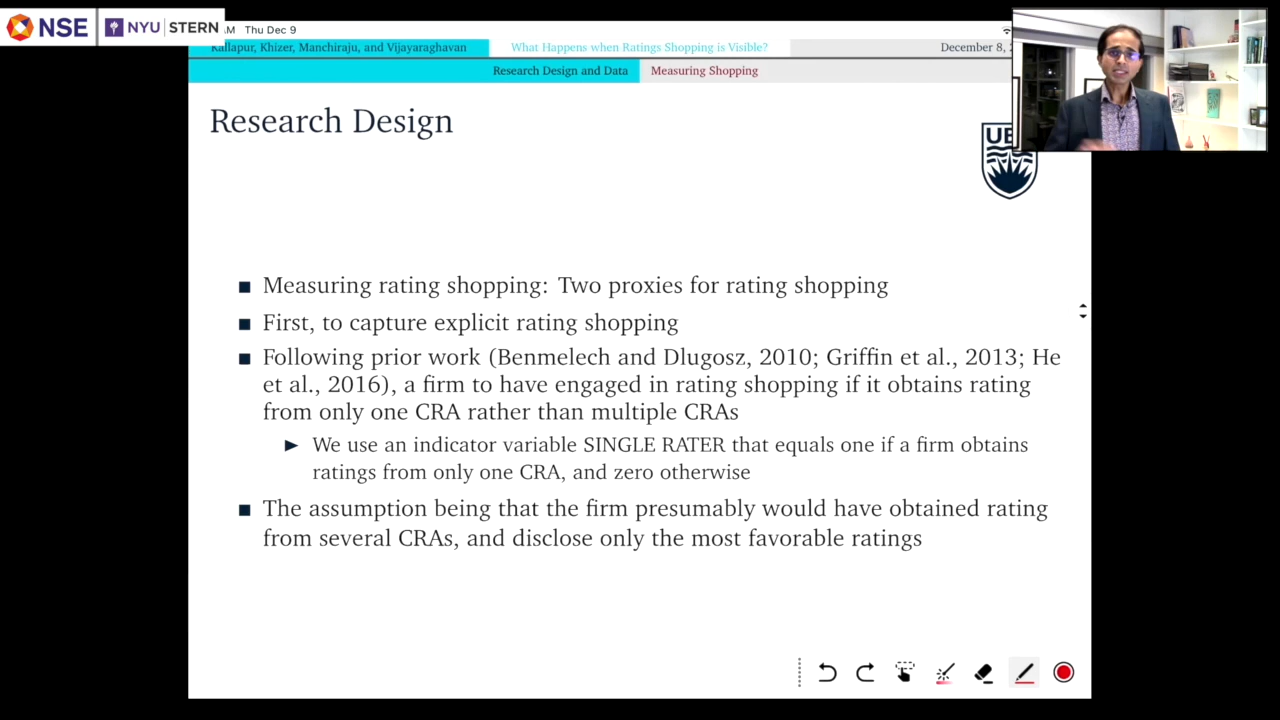 NSE NYU STERN AM Thu Dec 9
Kallapur, Khizer, Manchiraju, and Vijayaraghavan What Happens when Ratings Shopping is Visible? December 8, 2
Research Design and Data Measuring Shopping
Research Design
UB
Measuring rating shopping: Two proxies for rating shopping
First, to capture explicit rating shopping
Following prior work (Benmelech and Dlugosz, 2010; Griffin et al., 2013; He
et al., 2016), a firm to have engaged in rating shopping if it obtains rating
from only one CRA rather than multiple CRAs
We use an indicator variable SINGLE RATER that equals one if a firm obtains
ratings from only one CRA, and zero otherwise
The assumption being that the firm presumably would have obtained rating
from several CRAs, and disclose only the most favorable ratings